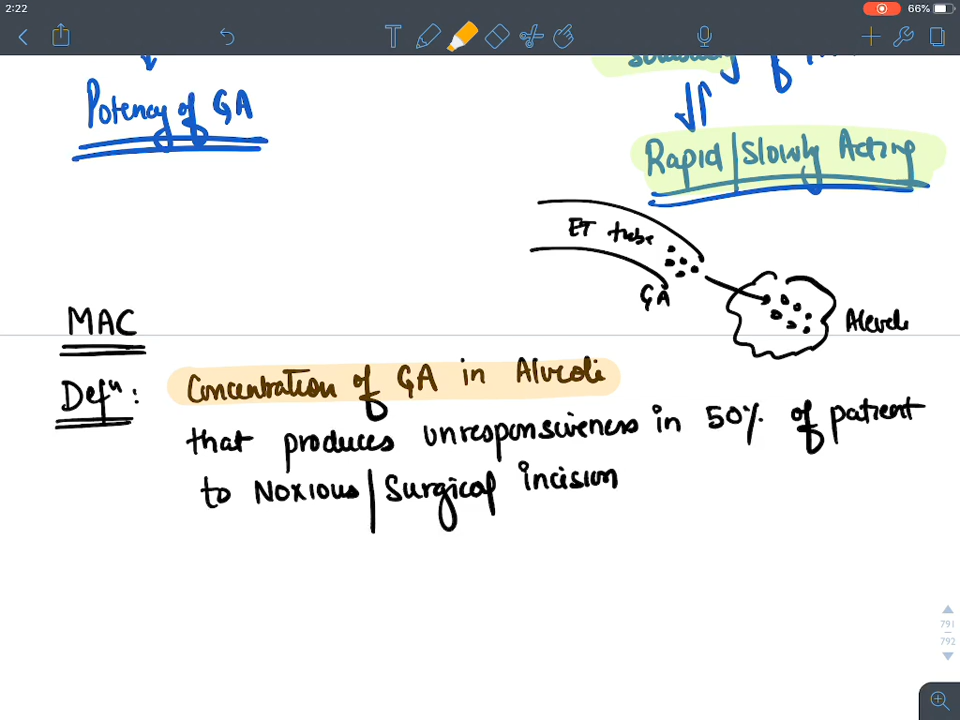 2:22
66%
T
Potency of GA
Rapid | Slowly Acting
ET tube
GA
Alveoli
MAC
Defⁿ : Concentration of GA in Alveoli
that produces unresponsiveness in 50% of patient
to Noxious | Surgical incision
791
792